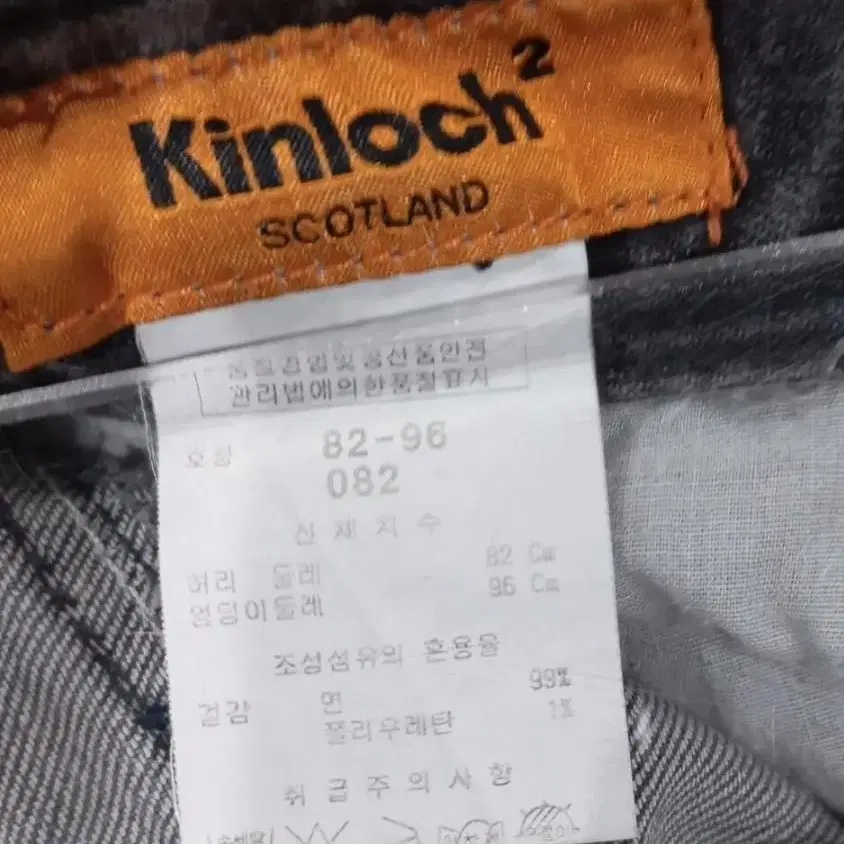 Kinloch²
SCOTLAND
품질경영및공산품안전
관리법에의한품질표시
호칭 82-96
082
신체치수
허리 둘레 82 Cm
엉덩이둘레 96 Cm
조성섬유의 혼용율
겉감 면 99%
폴리우레탄 1%
취급주의사항
손세탁